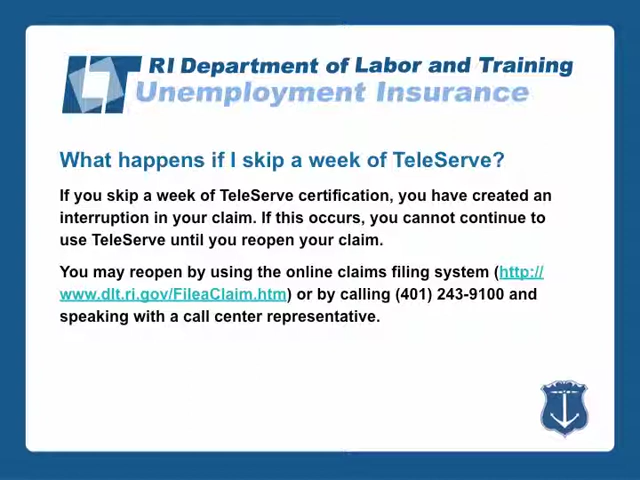 RI Department of Labor and Training
Unemployment Insurance
What happens if I skip a week of TeleServe?
If you skip a week of TeleServe certification, you have created an
interruption in your claim. If this occurs, you cannot continue to
use TeleServe until you reopen your claim.
You may reopen by using the online claims filing system (http://
www.dlt.ri.gov/FileaClaim.htm) or by calling (401) 243-9100 and
speaking with a call center representative.